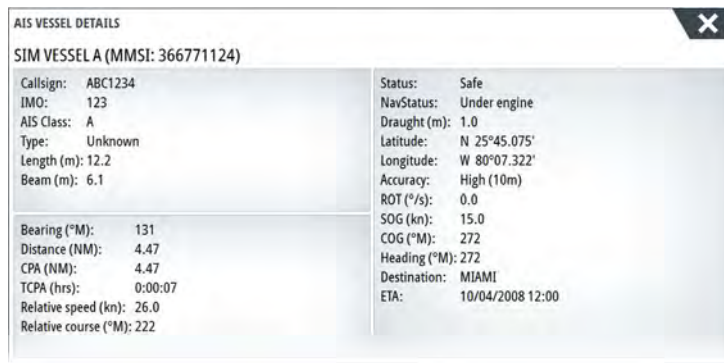 AIS VESSEL DETAILS
SIM VESSEL A (MMSI: 366771124)
Callsign: ABC1234
IMO: 123
AIS Class: A
Type: Unknown
Length (m): 12.2
Beam (m): 6.1
Bearing (°M): 131
Distance (NM): 4.47
CPA (NM): 4.47
TCPA (hrs): 0:00:07
Relative speed (kn): 26.0
Relative course (°M): 222
Status: Safe
NavStatus: Under engine
Draught (m): 1.0
Latitude: N 25°45.075'
Longitude: W 80°07.322'
Accuracy: High (10m)
ROT (°/s): 0.0
SOG (kn): 15.0
COG (°M): 272
Heading (°M): 272
Destination: MIAMI
ETA: 10/04/2008 12:00